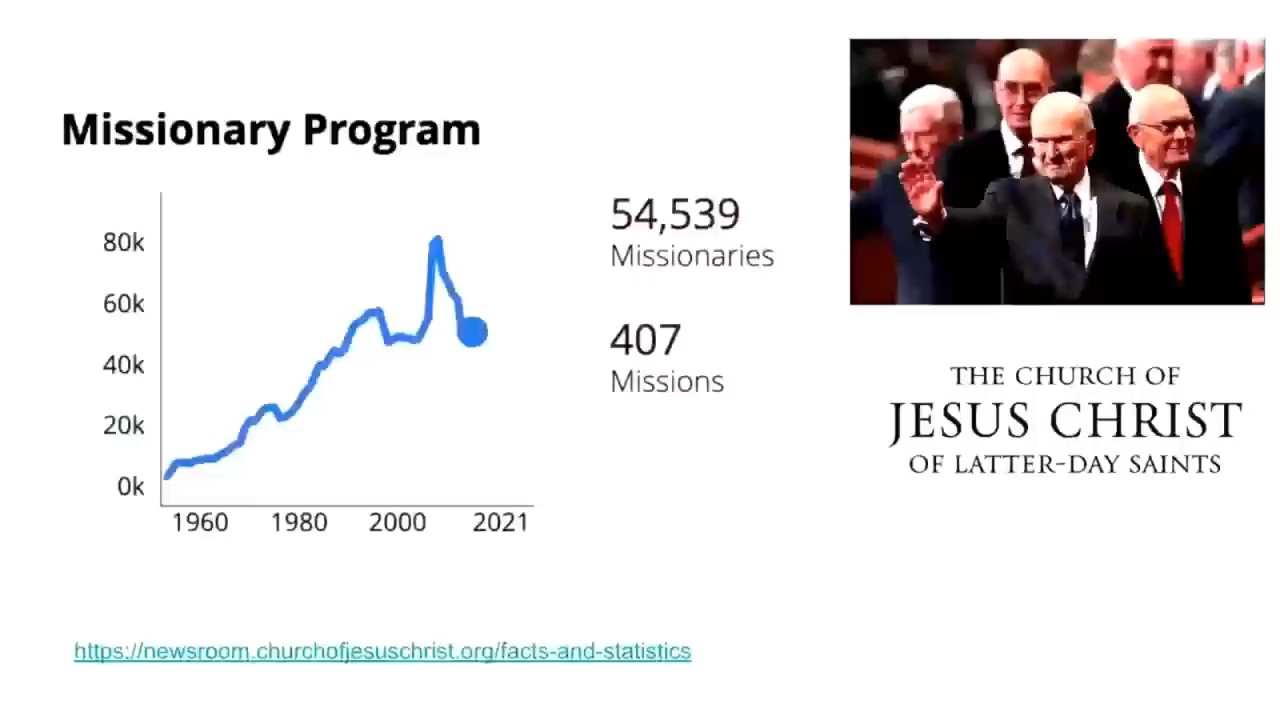 Missionary Program
80k
60k
40k
20k
0k
1960 1980 2000 2021
54,539
Missionaries
407
Missions
THE CHURCH OF
JESUS CHRIST
OF LATTER-DAY SAINTS
https://newsroom.churchofjesuschrist.org/facts-and-statistics